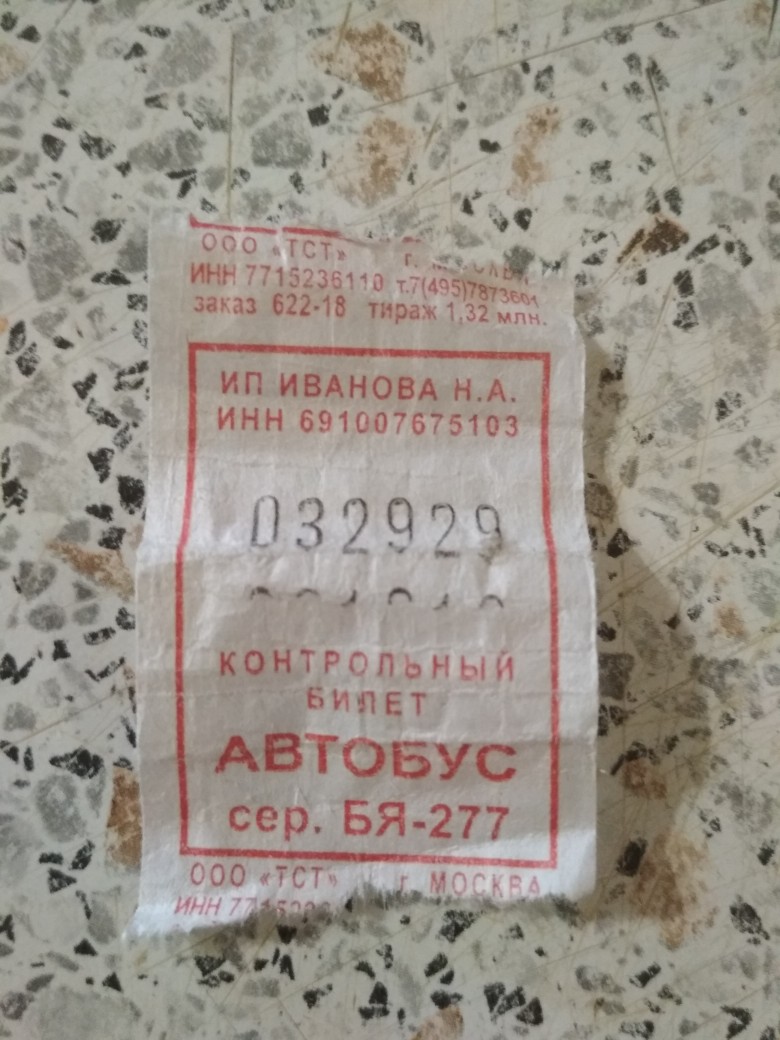 ООО «ТСТ» г. МОСКВА
ИНН 7715236110 т.7(495)7873601
заказ 622-18 тираж 1,32 млн.
ИП ИВАНОВА Н.А.
ИНН 691007675103
032929
КОНТРОЛЬНЫЙ
БИЛЕТ
АВТОБУС
сер. БЯ-277
ООО «ТСТ» г. МОСКВА
ИНН